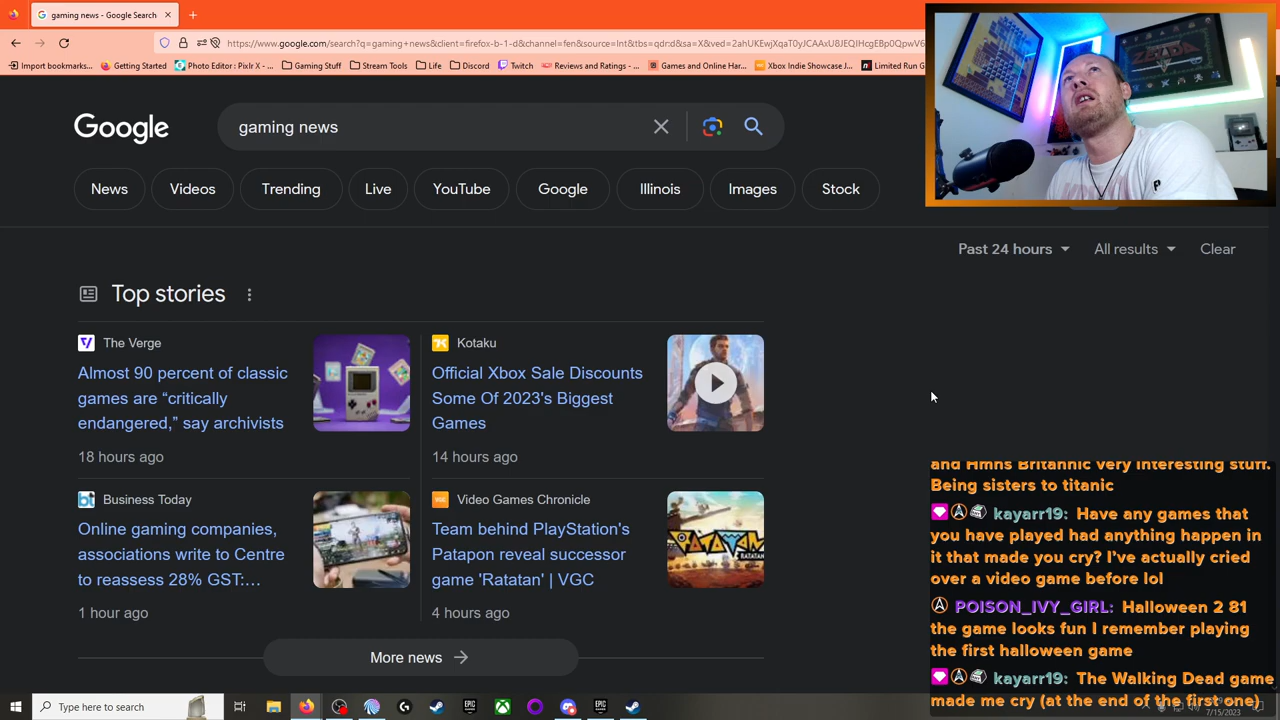 gaming news - Google Search
https://www.google.com/search?q=gaming+news&client=firefox-b-1-d&channel=fen&source=lnt&tbs=qdr:d&sa=X&ved=2ahUKEwjXqaT0yJCAAxU8JEQIHcgEBp0QpwV6
Import bookmarks...
Getting Started
Photo Editor : Pixlr X - ...
Gaming Stuff
Stream Tools
Life
Discord
Twitch
Reviews and Ratings - ...
Games and Online Har...
Xbox Indie Showcase J...
Limited Run G
Google
gaming news
News
Videos
Trending
Live
YouTube
Google
Illinois
Images
Stock
Past 24 hours
All results
Clear
Top stories
The Verge
Almost 90 percent of classic
games are “critically
endangered,” say archivists
18 hours ago
Kotaku
Official Xbox Sale Discounts
Some Of 2023's Biggest
Games
14 hours ago
Business Today
Online gaming companies,
associations write to Centre
to reassess 28% GST:...
1 hour ago
Video Games Chronicle
Team behind PlayStation's
Patapon reveal successor
game 'Ratatan' | VGC
4 hours ago
More news
and Hmhs Britannic very interesting stuff.
Being sisters to titanic
kayarr19: Have any games that
you have played had anything happen in
it that made you cry? I've actually cried
over a video game before lol
POISON_IVY_GIRL: Halloween 2 81
the game looks fun I remember playing
the first halloween game
kayarr19: The Walking Dead game
made me cry (at the end of the first one)
Type here to search
7/15/2023